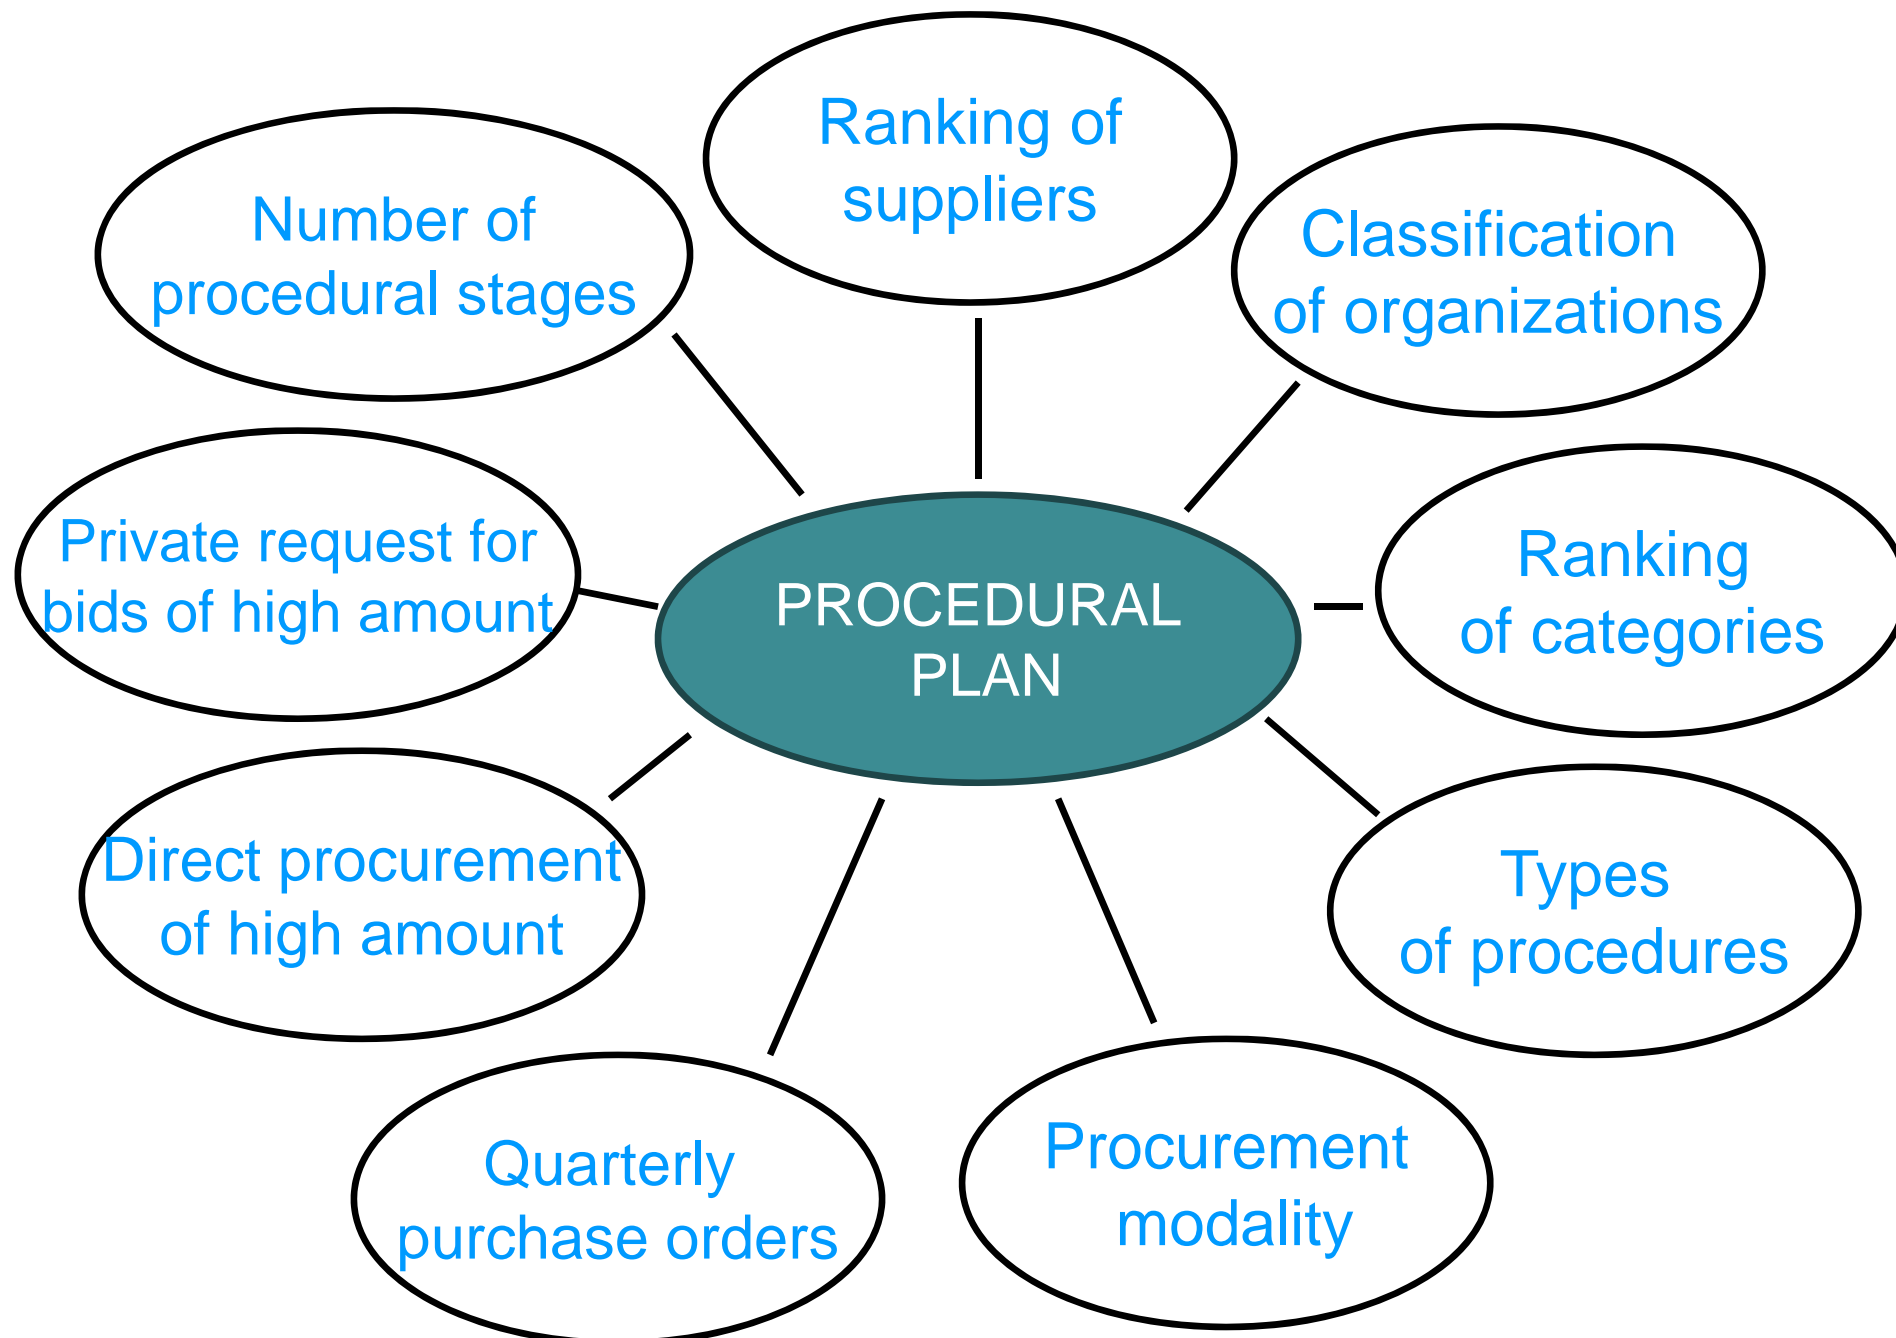 Ranking of
suppliers
Number of
procedural stages
Classification
of organizations
Private request for
bids of high amount
PROCEDURAL
PLAN
Ranking
of categories
Direct procurement
of high amount
Types
of procedures
Quarterly
purchase orders
Procurement
modality